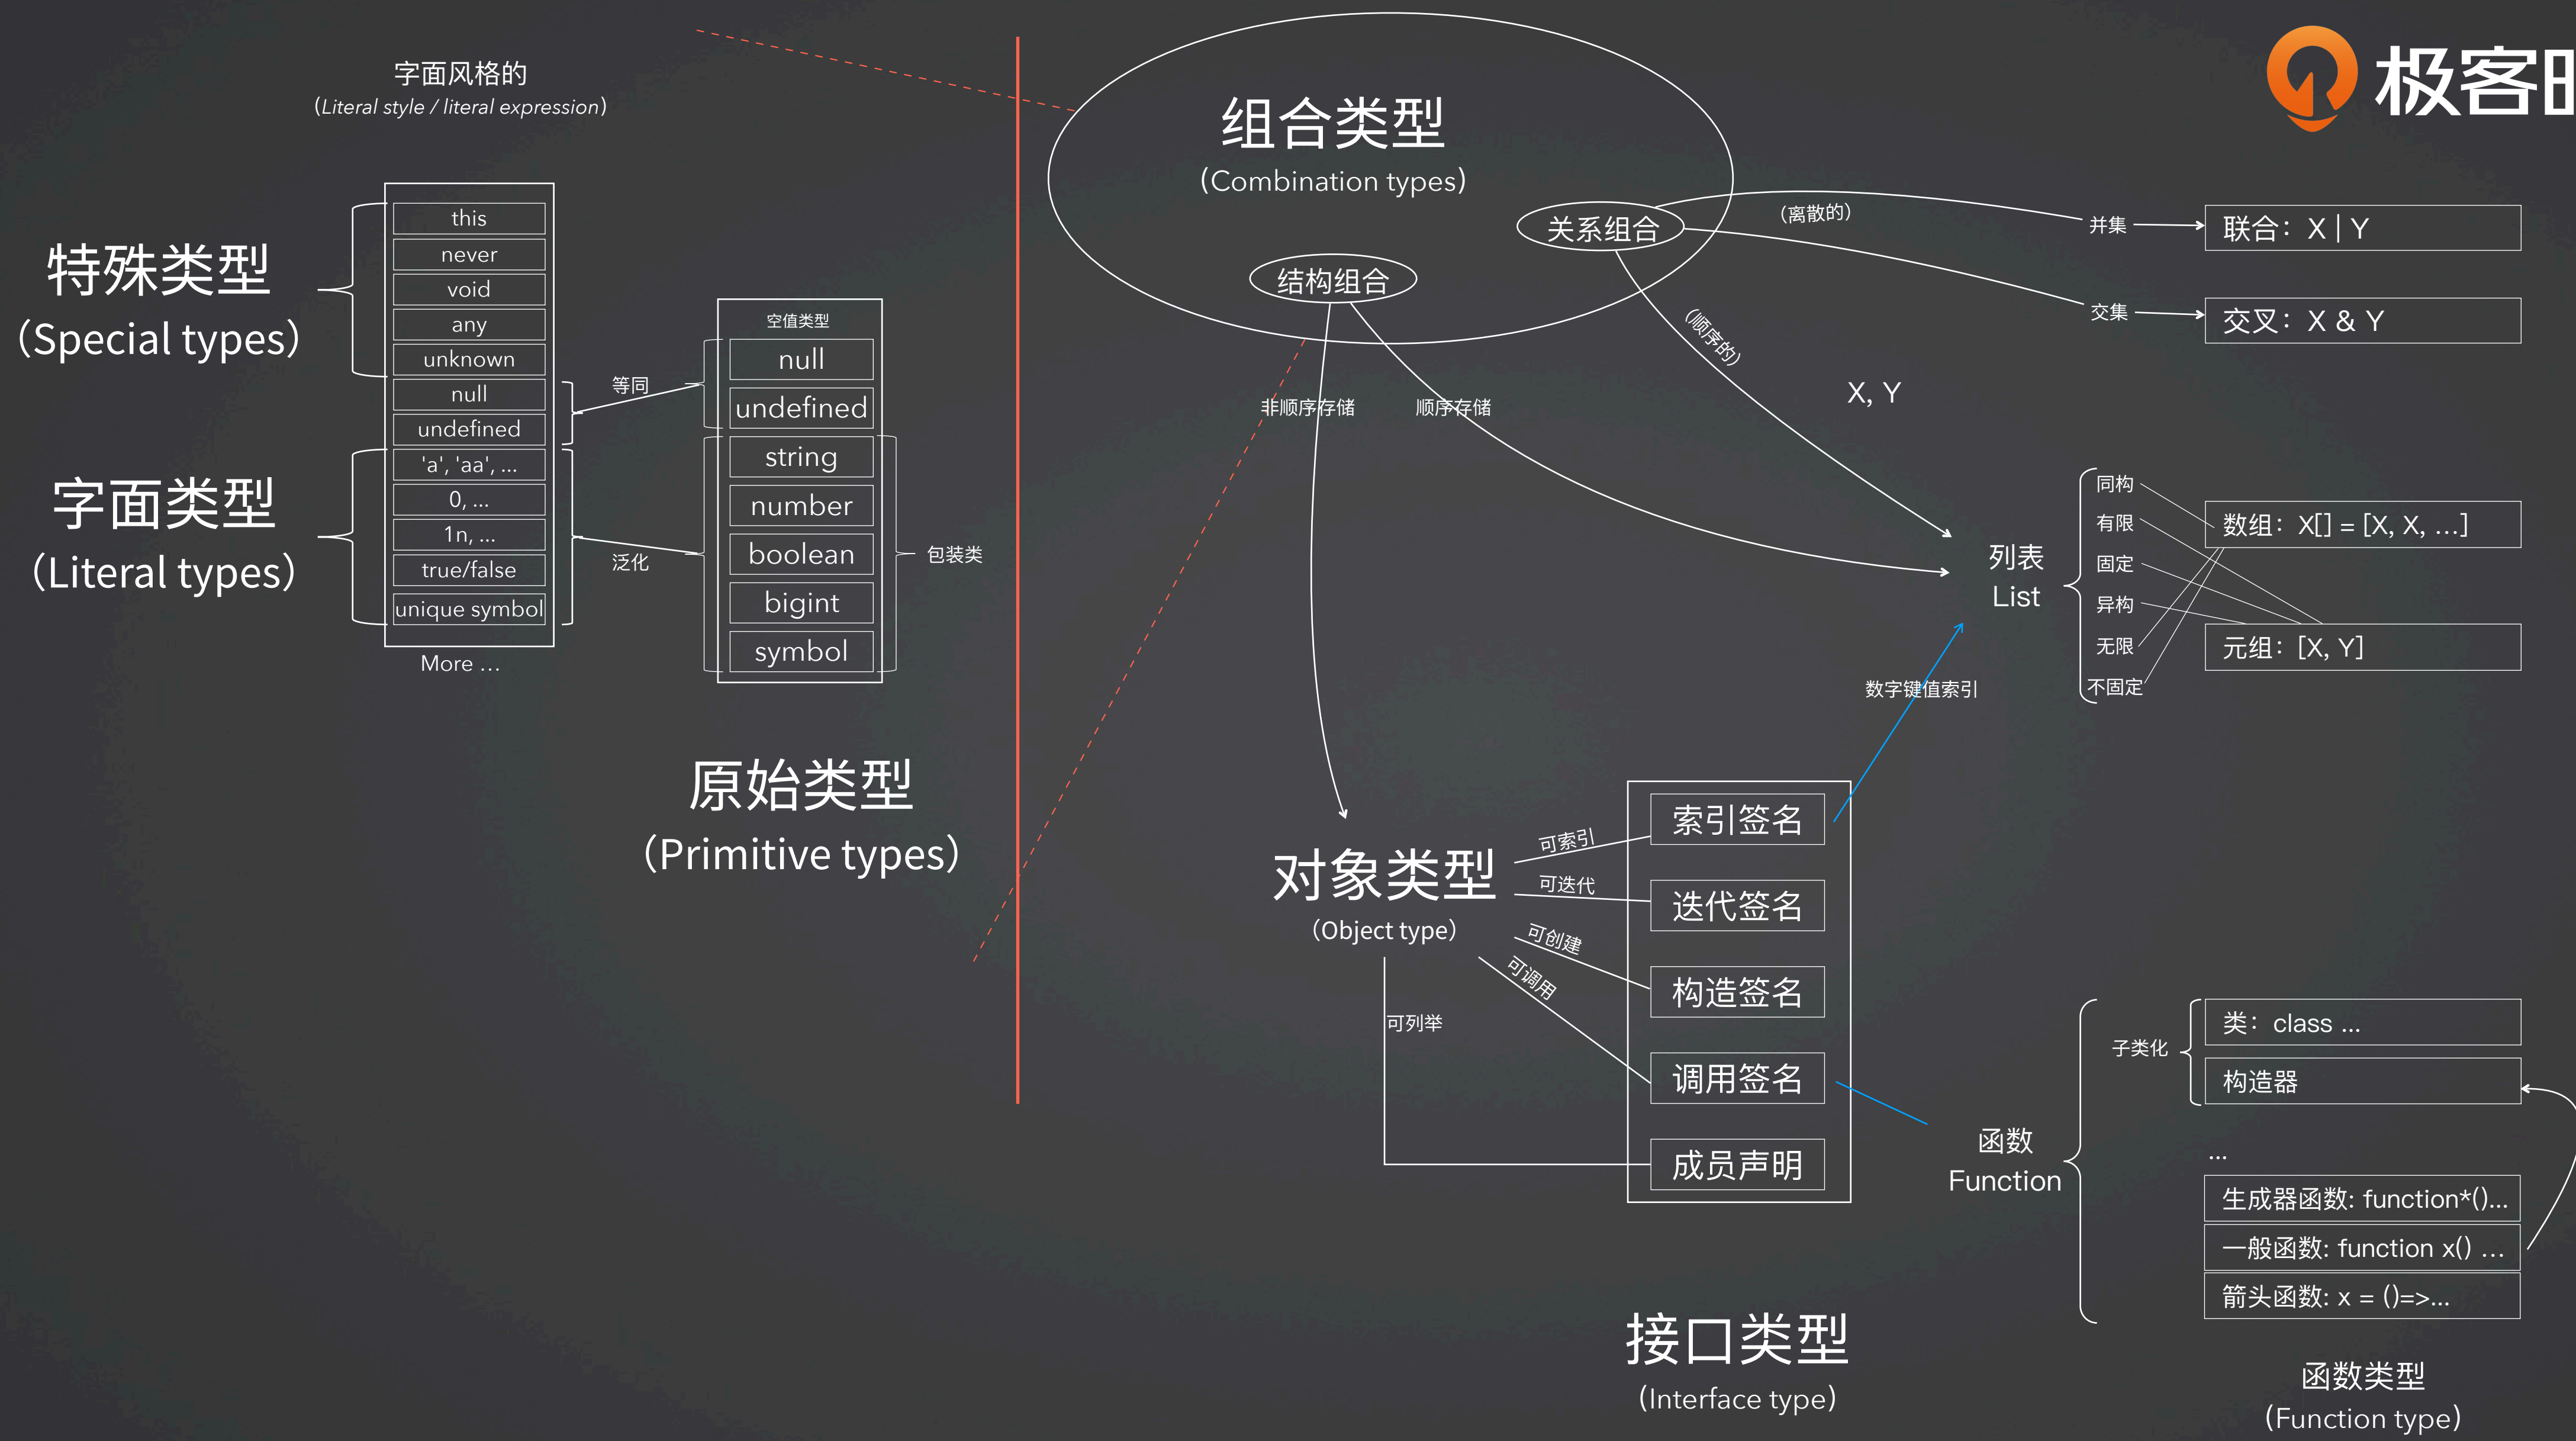 字面风格的
（Literal style / literal expression）
特殊类型
（Special types）
字面类型
（Literal types）
this
never
void
any
unknown
null
undefined
'a', 'aa', ...
0, ...
1n, ...
true/false
unique symbol
More ...
等同
泛化
空值类型
null
undefined
string
number
boolean
bigint
symbol
包装类
原始类型
（Primitive types）
组合类型
（Combination types）
关系组合
结构组合
（离散的）
（顺序的）
并集
交集
联合：X | Y
交叉：X & Y
X, Y
非顺序存储
顺序存储
列表
List
同构
有限
固定
异构
无限
不固定
数组：X[] = [X, X, ...]
元组：[X, Y]
数字键值索引
对象类型
（Object type）
可索引
可迭代
可创建
可调用
可列举
索引签名
迭代签名
构造签名
调用签名
成员声明
接口类型
（Interface type）
函数
Function
子类化
类：class ...
构造器
...
生成器函数: function*()...
一般函数: function x() ...
箭头函数: x = ()=>...
函数类型
（Function type）
极客